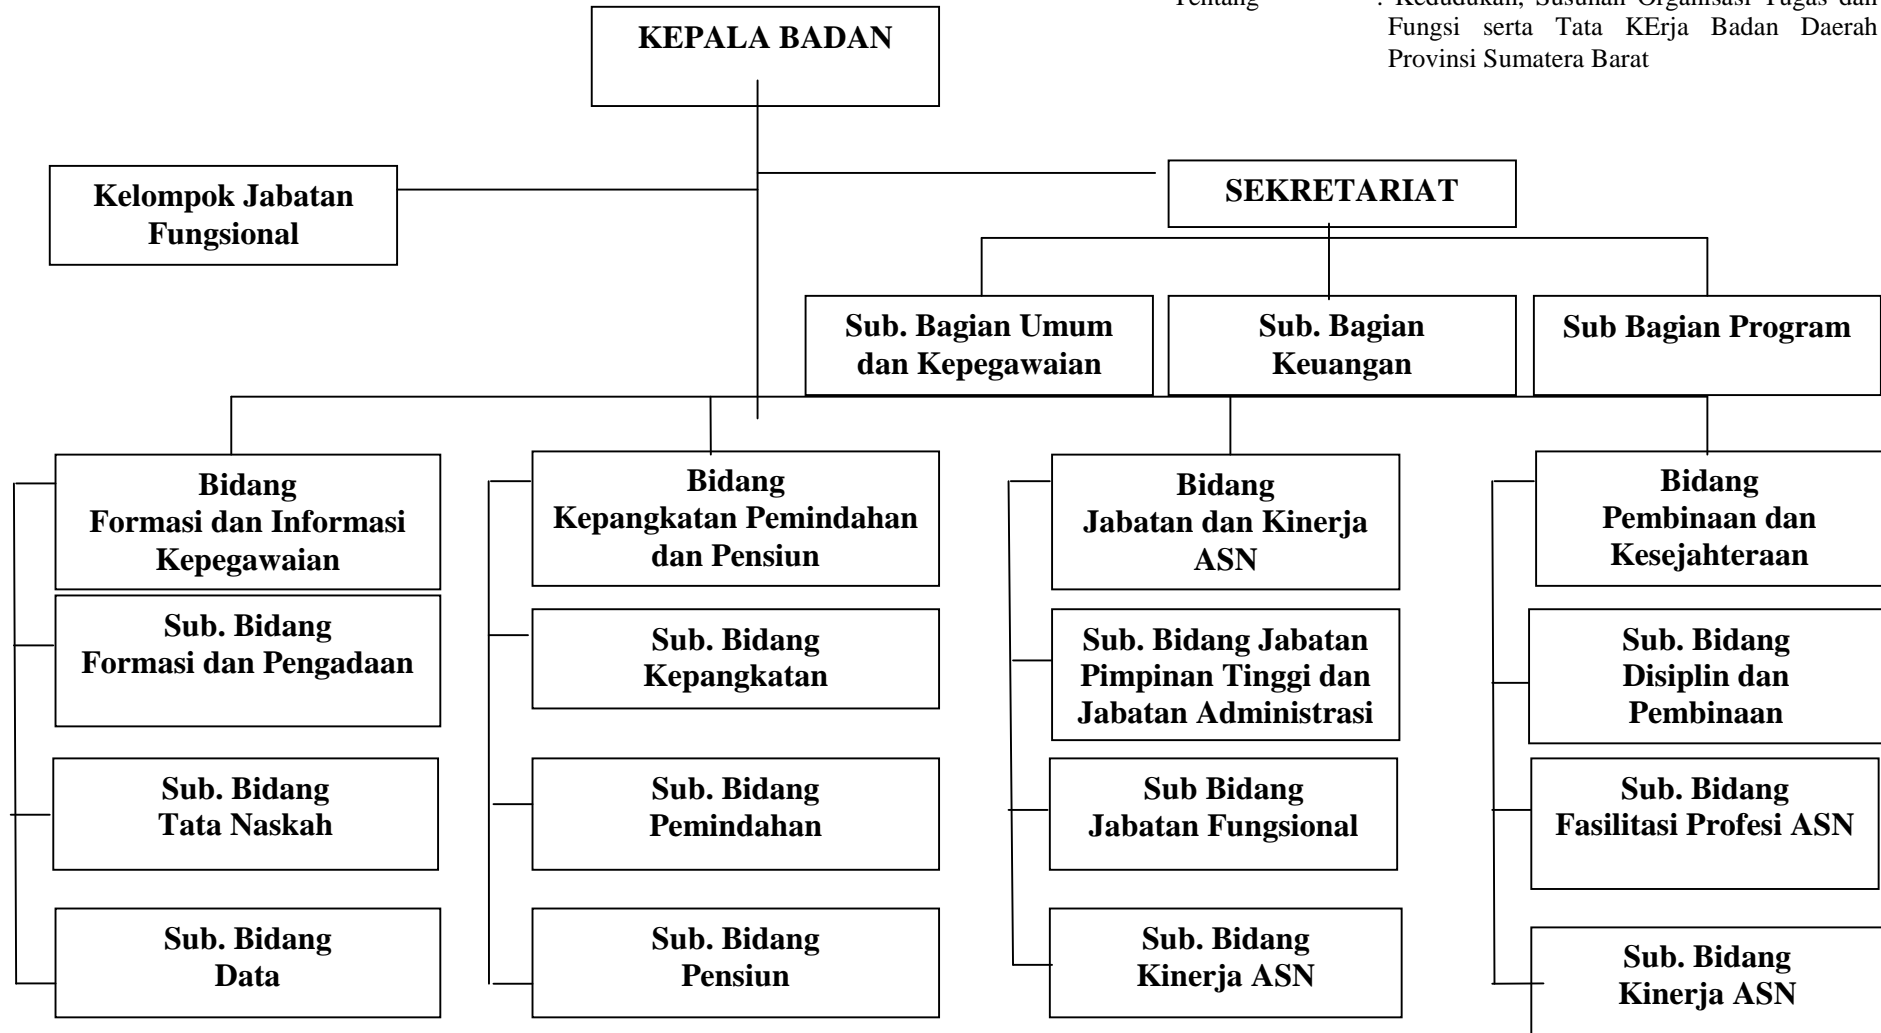 Tentang : Kedudukan, Susunan Organisasi Tugas dan
Fungsi serta Tata KErja Badan Daerah
Provinsi Sumatera Barat
KEPALA BADAN
Kelompok Jabatan
Fungsional
SEKRETARIAT
Sub. Bagian Umum
dan Kepegawaian
Sub. Bagian
Keuangan
Sub Bagian Program
Bidang
Formasi dan Informasi
Kepegawaian
Sub. Bidang
Formasi dan Pengadaan
Sub. Bidang
Tata Naskah
Sub. Bidang
Data
Bidang
Kepangkatan Pemindahan
dan Pensiun
Sub. Bidang
Kepangkatan
Sub. Bidang
Pemindahan
Sub. Bidang
Pensiun
Bidang
Jabatan dan Kinerja
ASN
Sub. Bidang Jabatan
Pimpinan Tinggi dan
Jabatan Administrasi
Sub Bidang
Jabatan Fungsional
Sub. Bidang
Kinerja ASN
Bidang
Pembinaan dan
Kesejahteraan
Sub. Bidang
Disiplin dan
Pembinaan
Sub. Bidang
Fasilitasi Profesi ASN
Sub. Bidang
Kinerja ASN